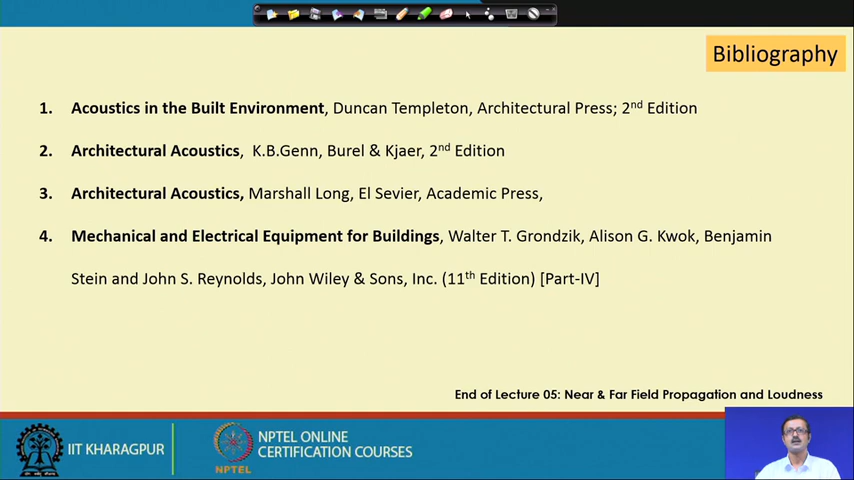 Bibliography
1. Acoustics in the Built Environment, Duncan Templeton, Architectural Press; 2nd Edition
2. Architectural Acoustics, K.B.Genn, Burel & Kjaer, 2nd Edition
3. Architectural Acoustics, Marshall Long, El Sevier, Academic Press,
4. Mechanical and Electrical Equipment for Buildings, Walter T. Grondzik, Alison G. Kwok, Benjamin
Stein and John S. Reynolds, John Wiley & Sons, Inc. (11th Edition) [Part-IV]
End of Lecture 05: Near & Far Field Propagation and Loudness
IIT KHARAGPUR
NPTEL
NPTEL ONLINE
CERTIFICATION COURSES